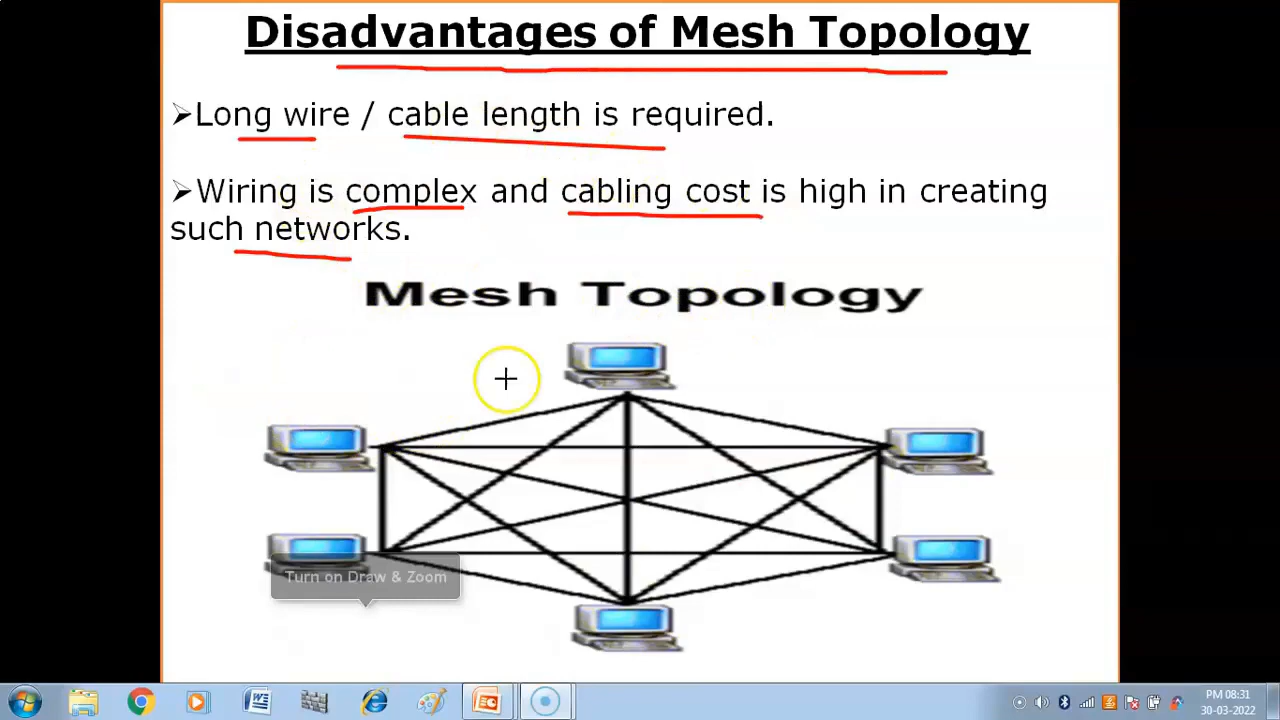 Disadvantages of Mesh Topology
➢Long wire / cable length is required.
➢Wiring is complex and cabling cost is high in creating
such networks.
Mesh Topology
Turn on Draw & Zoom
PM 08:31
30-03-2022